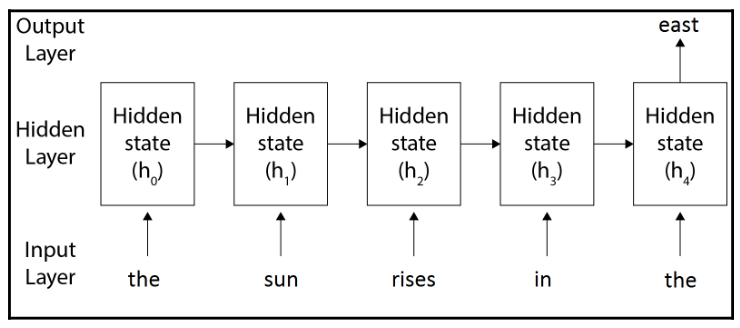 Output
Layer
east
Hidden
Layer
Hidden
state
(h₀)
Hidden
state
(h₁)
Hidden
state
(h₂)
Hidden
state
(h₃)
Hidden
state
(h₄)
Input
Layer
the
sun
rises
in
the